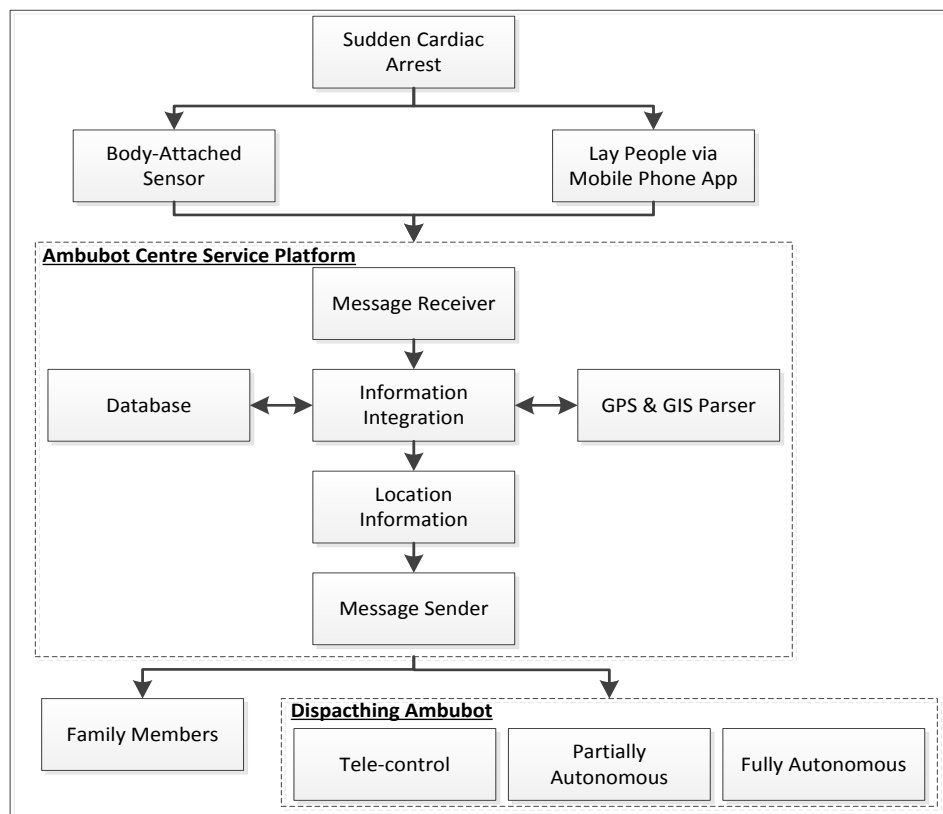 Sudden Cardiac
Arrest
Body-Attached
Sensor
Lay People via
Mobile Phone App
Ambubot Centre Service Platform
Message Receiver
Database
Information
Integration
GPS & GIS Parser
Location
Information
Message Sender
Family Members
Dispacthing Ambubot
Tele-control
Partially
Autonomous
Fully Autonomous